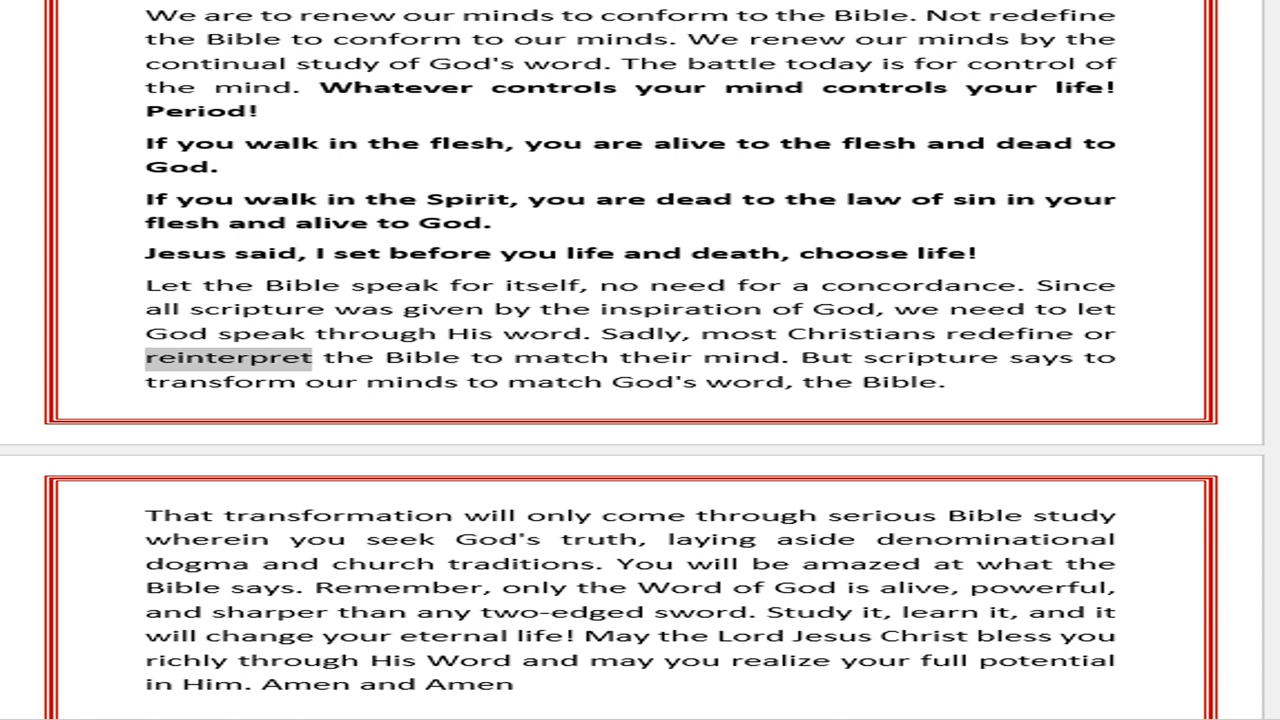 We are to renew our minds to conform to the Bible. Not redefine
the Bible to conform to our minds. We renew our minds by the
continual study of God's word. The battle today is for control of
the mind. Whatever controls your mind controls your life!
Period!
If you walk in the flesh, you are alive to the flesh and dead to
God.
If you walk in the Spirit, you are dead to the law of sin in your
flesh and alive to God.
Jesus said, I set before you life and death, choose life!
Let the Bible speak for itself, no need for a concordance. Since
all scripture was given by the inspiration of God, we need to let
God speak through His word. Sadly, most Christians redefine or
reinterpret the Bible to match their mind. But scripture says to
transform our minds to match God's word, the Bible.
That transformation will only come through serious Bible study
wherein you seek God's truth, laying aside denominational
dogma and church traditions. You will be amazed at what the
Bible says. Remember, only the Word of God is alive, powerful,
and sharper than any two-edged sword. Study it, learn it, and it
will change your eternal life! May the Lord Jesus Christ bless you
richly through His Word and may you realize your full potential
in Him. Amen and Amen